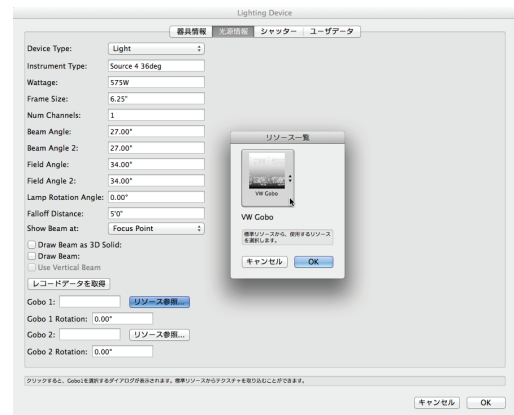 Lighting Device
器具情報 光源情報 シャッター ユーザデータ
Device Type: Light
Instrument Type: Source 4 36deg
Wattage: 575W
Frame Size: 6.25"
Num Channels: 1
Beam Angle: 27.00°
Beam Angle 2: 27.00°
Field Angle: 34.00°
Field Angle 2: 34.00°
Lamp Rotation Angle: 0.00°
Falloff Distance: 5'0"
Show Beam at: Focus Point
Draw Beam as 3D Solid:
Draw Beam:
Use Vertical Beam
レコードデータを取得
Gobo 1: リソース参照...
Gobo 1 Rotation: 0.00°
Gobo 2: リソース参照...
Gobo 2 Rotation: 0.00°
リソース一覧
VW Gobo
VW Gobo
標準リソースから、使用するリソース
を選択します。
キャンセル OK
クリックすると、Gobo1を選択するダイアログが表示されます。標準リソースからテクスチャを取り込むことができます。
キャンセル OK